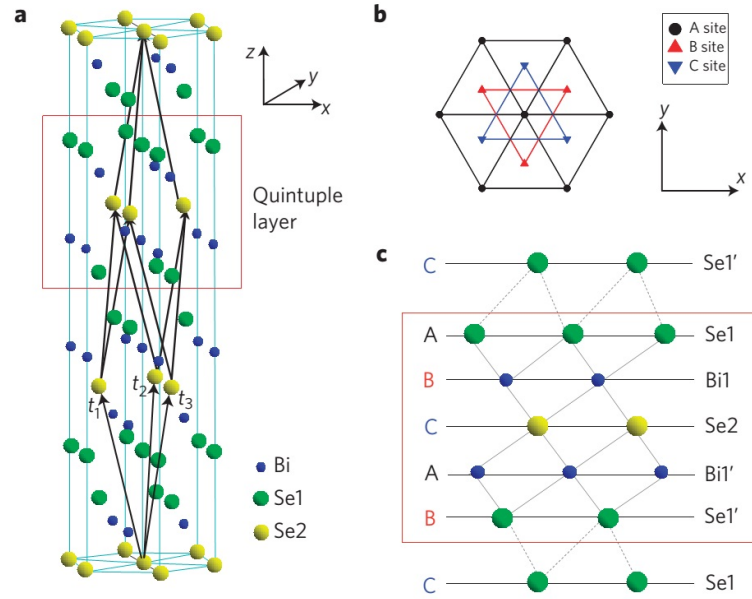 a
z
y
x
Quintuple
layer
t1
t2
t3
Bi
Se1
Se2
b
A site
B site
C site
y
x
c
C Se1′
A Se1
B Bi1
C Se2
A Bi1′
B Se1′
C Se1